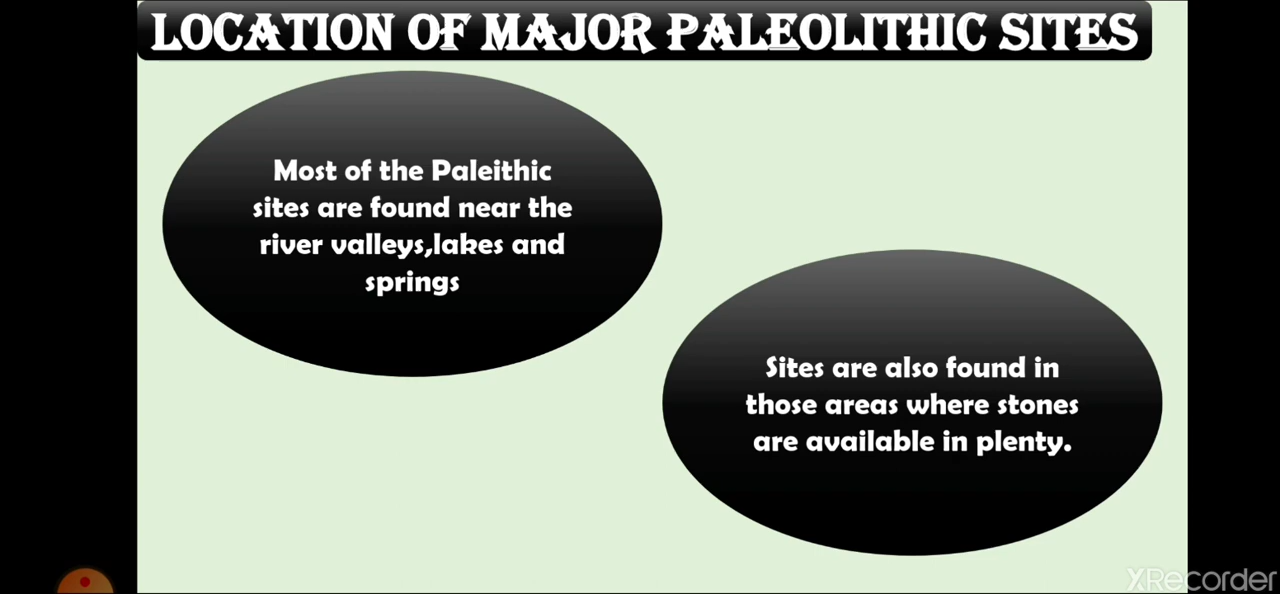 LOCATION OF MAJOR PALEOLITHIC SITES
Most of the Paleithic
sites are found near the
river valleys,lakes and
springs
Sites are also found in
those areas where stones
are available in plenty.
XRecorder